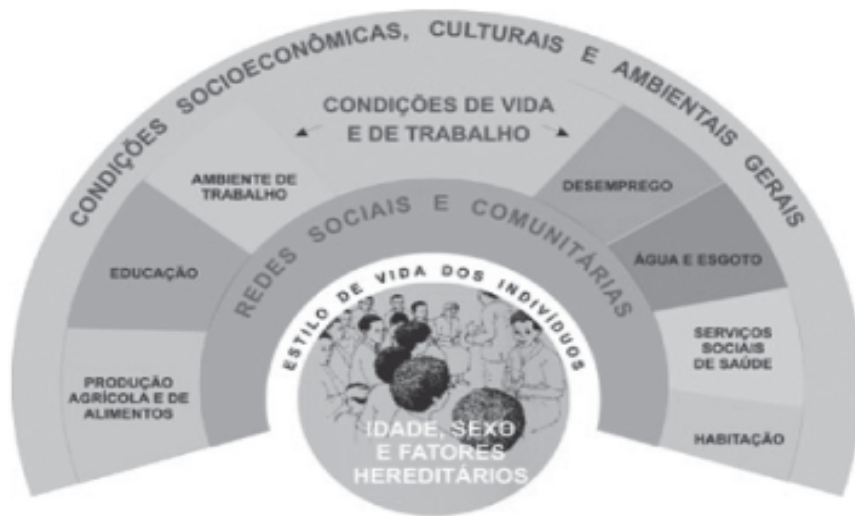 CONDIÇÕES SOCIOECONÔMICAS, CULTURAIS E AMBIENTAIS GERAIS
CONDIÇÕES DE VIDA
E DE TRABALHO
AMBIENTE DE
TRABALHO
DESEMPREGO
REDES SOCIAIS E COMUNITÁRIAS
EDUCAÇÃO
ÁGUA E ESGOTO
ESTILO DE VIDA DOS INDIVÍDUOS
PRODUÇÃO
AGRÍCOLA E DE
ALIMENTOS
SERVIÇOS
SOCIAIS
DE SAÚDE
HABITAÇÃO
IDADE, SEXO
E FATORES
HEREDITÁRIOS